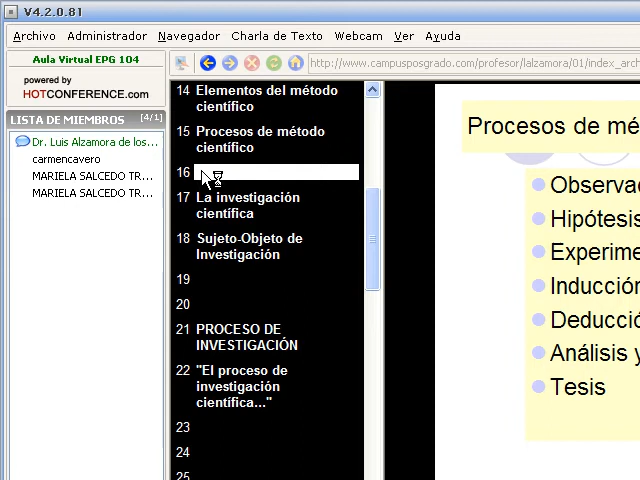 V4.2.0.81
Archivo Administrador Navegador Charla de Texto Webcam Ver Ayuda
Aula Virtual EPG 104
powered by
HOTCONFERENCE.com
LISTA DE MIEMBROS [4/1]
Dr. Luis Alzamora de los...
carmencavero
MARIELA SALCEDO TR...
MARIELA SALCEDO TR...
http://www.campusposgrado.com/profesor/lalzamora/01/index_arch
14 Elementos del método
científico
15 Procesos de método
científico
16
17 La investigación
científica
18 Sujeto-Objeto de
Investigación
19
20
21 PROCESO DE
INVESTIGACIÓN
22 "El proceso de
investigación
científica..."
23
24
25
Procesos de mé
Observa
Hipótesis
Experime
Inducción
Deducció
Análisis y
Tesis